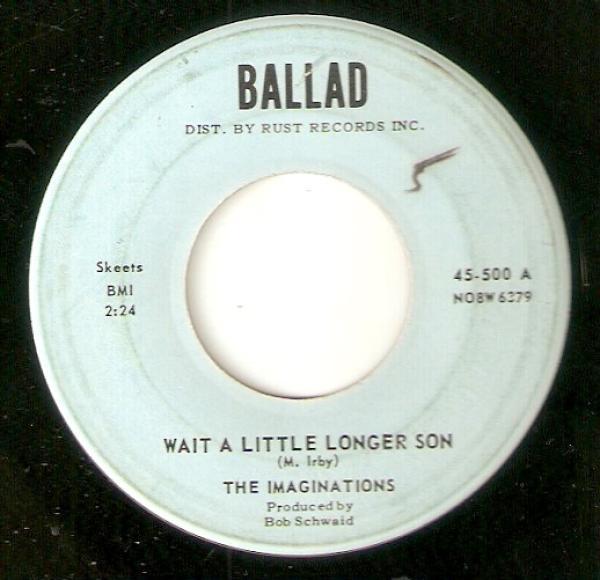 BALLAD
DIST. BY RUST RECORDS INC.
Skeets
BMI
2:24
45-500 A
NO8W 6379
WAIT A LITTLE LONGER SON
(M. Irby)
THE IMAGINATIONS
Produced by
Bob Schwaid